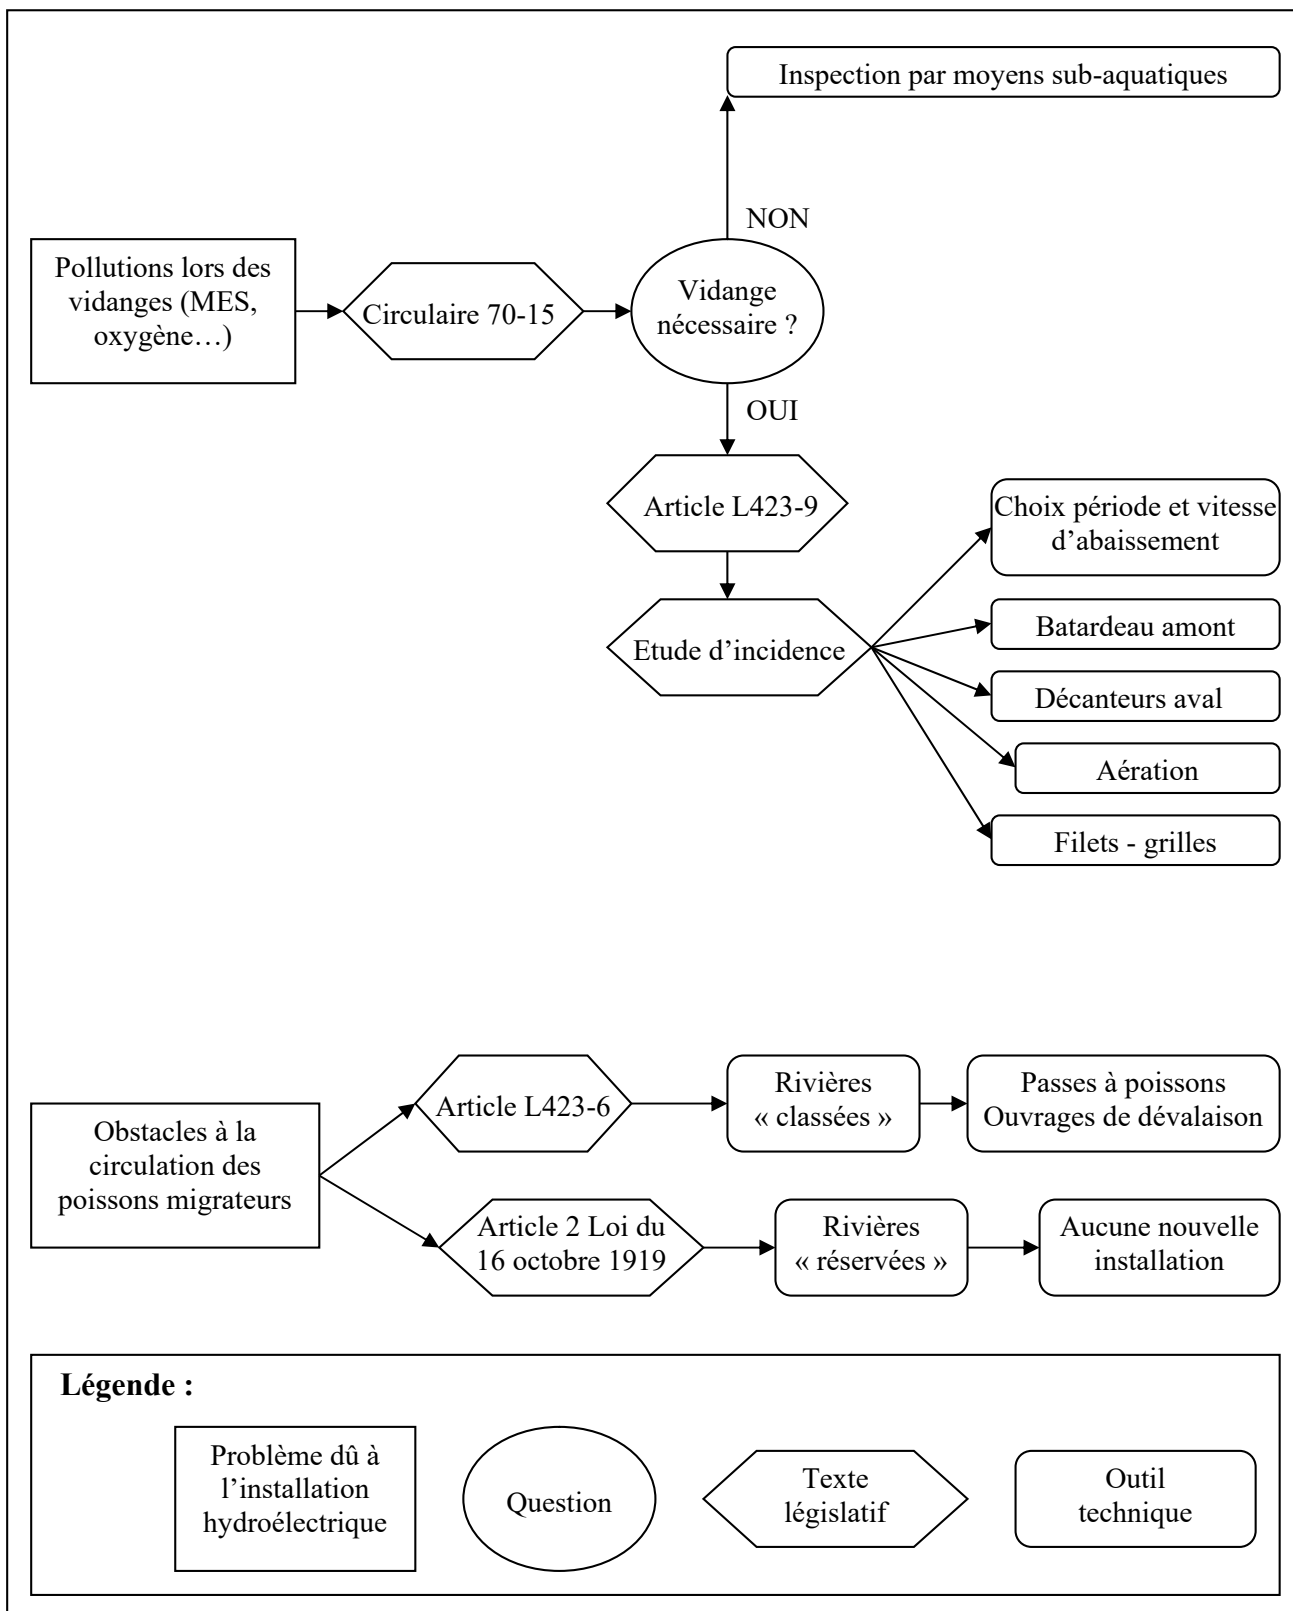 Inspection par moyens sub-aquatiques
NON
Pollutions lors des
vidanges (MES,
oxygène…)
Circulaire 70-15
Vidange
nécessaire ?
OUI
Article L423-9
Choix période et vitesse
d’abaissement
Etude d’incidence
Batardeau amont
Décanteurs aval
Aération
Filets - grilles
Obstacles à la
circulation des
poissons migrateurs
Article L423-6
Rivières
« classées »
Passes à poissons
Ouvrages de dévalaison
Article 2 Loi du
16 octobre 1919
Rivières
« réservées »
Aucune nouvelle
installation
Légende :
Problème dû à
l’installation
hydroélectrique
Question
Texte
législatif
Outil
technique